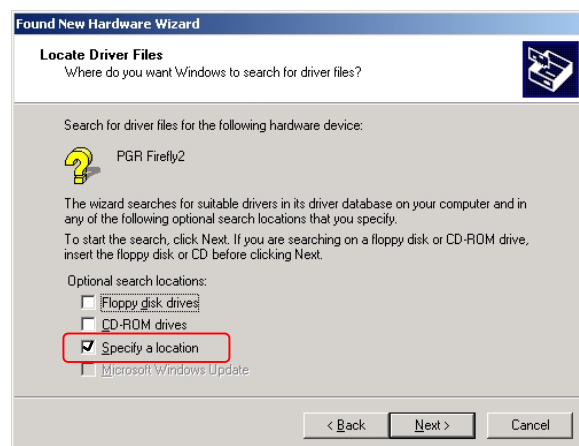 Found New Hardware Wizard
Locate Driver Files
Where do you want Windows to search for driver files?
Search for driver files for the following hardware device:
PGR Firefly2
The wizard searches for suitable drivers in its driver database on your computer and in
any of the following optional search locations that you specify.
To start the search, click Next. If you are searching on a floppy disk or CD-ROM drive,
insert the floppy disk or CD before clicking Next.
Optional search locations:
Floppy disk drives
CD-ROM drives
Specify a location
Microsoft Windows Update
< Back Next > Cancel